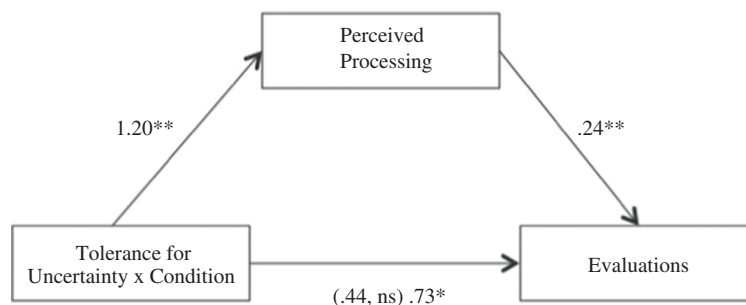 Perceived
Processing
1.20**
.24**
Tolerance for
Uncertainty x Condition
Evaluations
(.44, ns) .73*